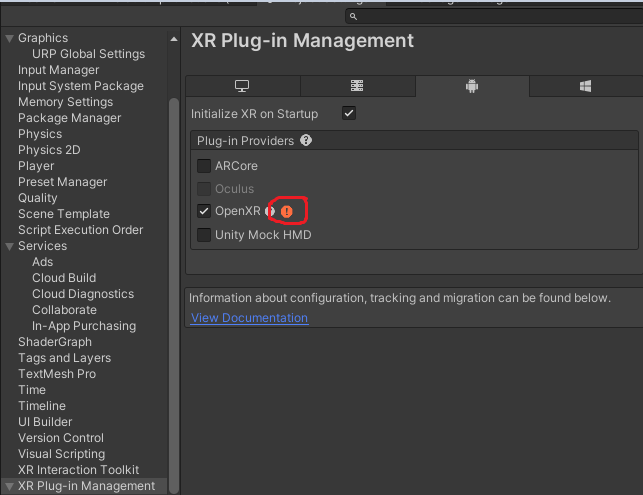 XR Plug-in Management
Graphics
URP Global Settings
Input Manager
Input System Package
Memory Settings
Package Manager
Physics
Physics 2D
Player
Preset Manager
Quality
Scene Template
Script Execution Order
Services
Ads
Cloud Build
Cloud Diagnostics
Collaborate
In-App Purchasing
ShaderGraph
Tags and Layers
TextMesh Pro
Time
Timeline
UI Builder
Version Control
Visual Scripting
XR Interaction Toolkit
XR Plug-in Management
Initialize XR on Startup
Plug-in Providers
ARCore
Oculus
OpenXR
Unity Mock HMD
Information about configuration, tracking and migration can be found below.
View Documentation